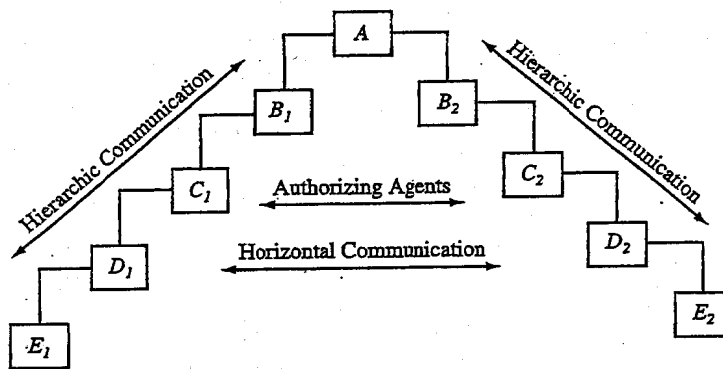 A
Hierarchic Communication
Hierarchic Communication
B₁
B₂
C₁
C₂
Authorizing Agents
Horizontal Communication
D₁
D₂
E₁
E₂